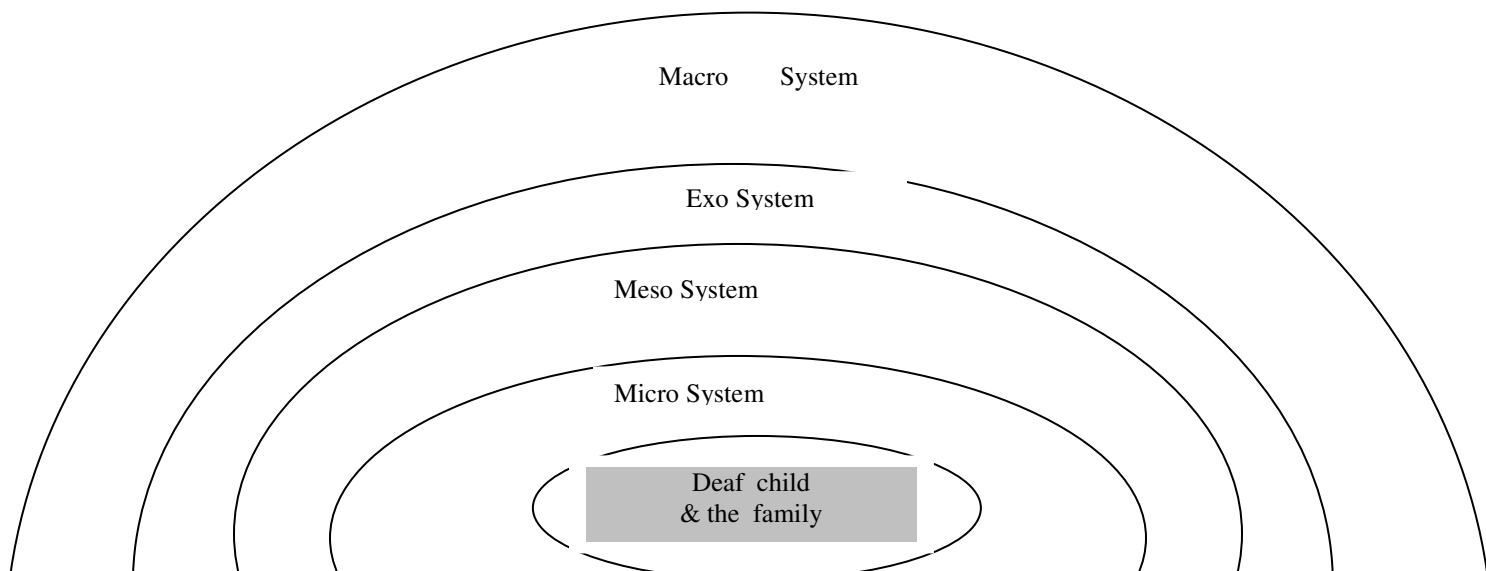 Macro System
Exo System
Meso System
Micro System
Deaf child
& the family